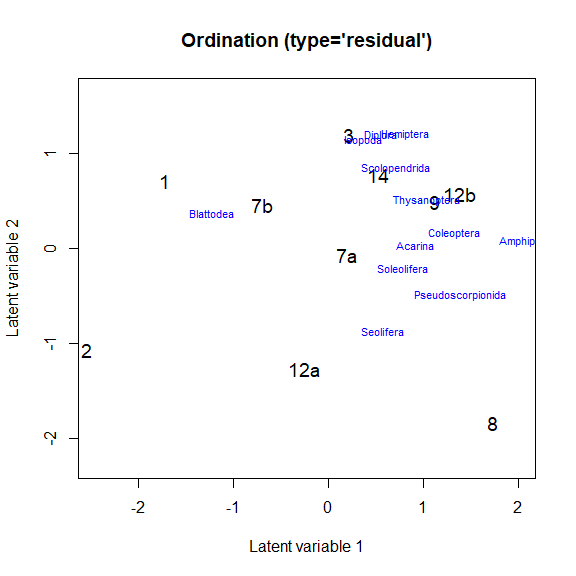 Ordination (type='residual')
3
Diplura
Hemiptera
Isopoda
1
Scolopendrida
14
1
Blattodea
7b
Thysanoptera
9
12b
Coleoptera
Amphip
Acarina
0
7a
Soleolifera
Pseudoscorpionida
Seolifera
-1
2
12a
8
-2
Latent variable 2
-2
-1
0
1
2
Latent variable 1